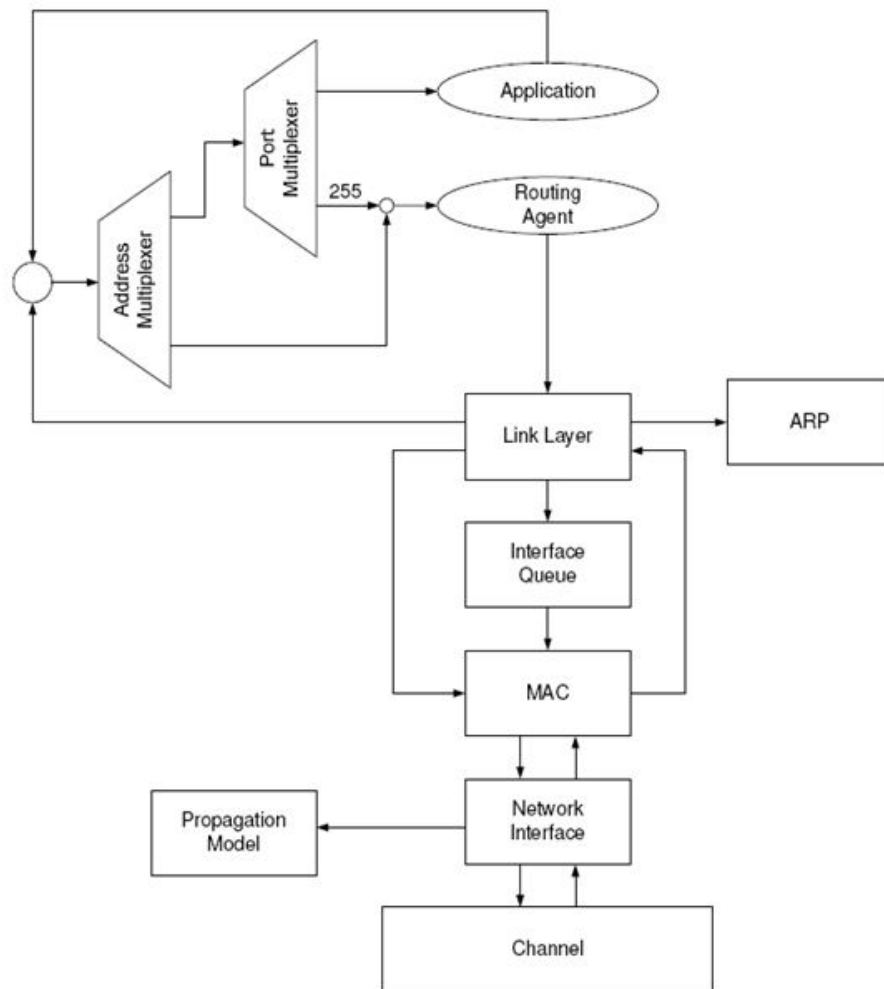 Application
Port
Multiplexer
255
Routing
Agent
Address
Multiplexer
Link Layer
ARP
Interface
Queue
MAC
Propagation
Model
Network
Interface
Channel